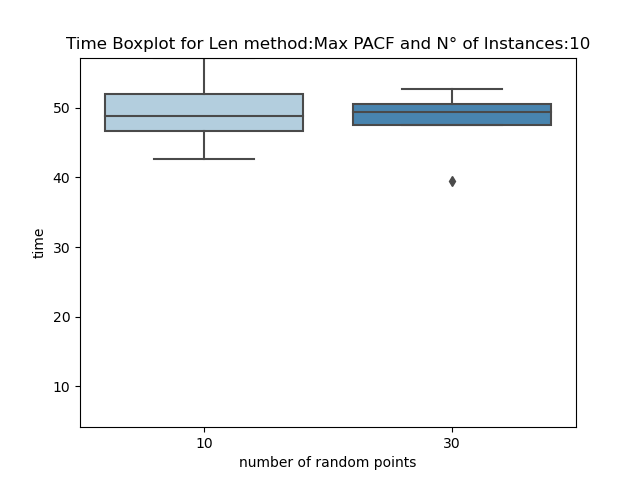 Time Boxplot for Len method:Max PACF and N° of Instances:10
50
40
30
20
10
time
10 30
number of random points